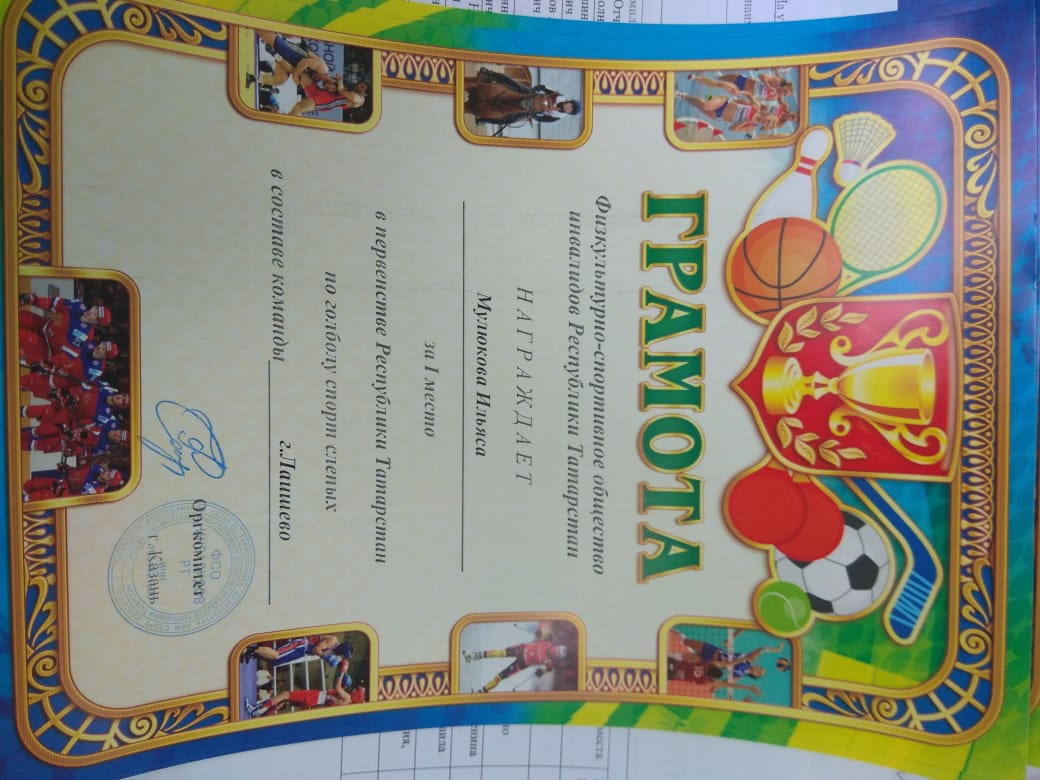 ГРАМОТА
Физкультурно-спортивное общество
инвалидов Республики Татарстан
НАГРАЖДАЕТ
Мулюкова Ильяса
за I место
в первенстве Республики Татарстан
по голболу спорт слепых
в составе команды г.Лаишево
Оргкомитет
г.Казань
ФСО
РТ